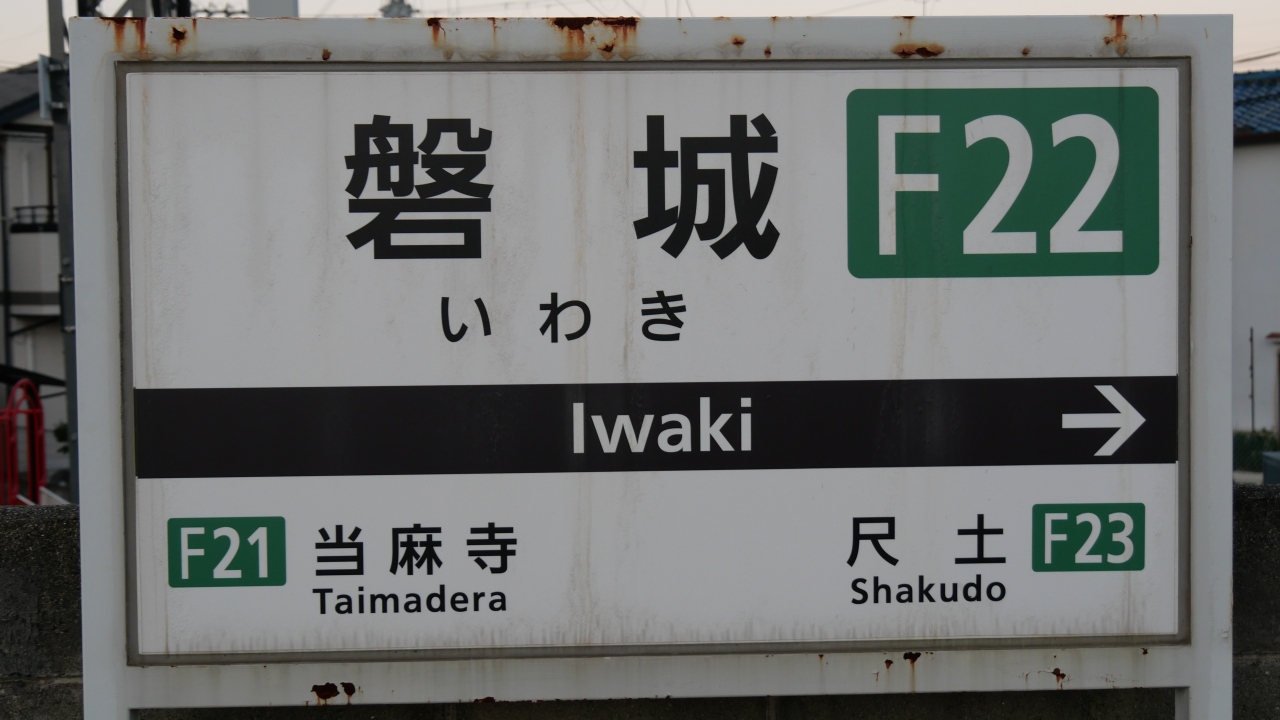 磐城 F22
いわき
Iwaki →
F21 当麻寺
Taimadera
尺土 F23
Shakudo